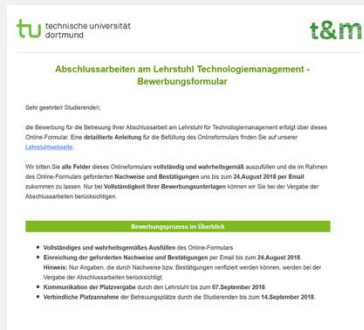 technische universität
dortmund
t&m
Abschlussarbeiten am Lehrstuhl Technologiemanagement -
Bewerbungsformular
Sehr geehrte/r Studierende/r,
die Bewerbung für die Betreuung Ihrer Abschlussarbeit am Lehrstuhl für Technologiemanagement erfolgt über dieses
Online-Formular. Eine detaillierte Anleitung für die Befüllung des Onlineformulars finden Sie auf unserer
Lehrstuhlwebseite.
Wir bitten Sie alle Felder dieses Onlineformulars vollständig und wahrheitsgemäß auszufüllen und die im Rahmen
des Online-Formulars geforderten Nachweise und Bestätigungen uns bis zum 24.August 2018 per Email
zukommen zu lassen. Nur bei Vollständigkeit Ihrer Bewerbungsunterlagen können wir Sie bei der Vergabe der
Abschlussarbeiten berücksichtigen.
Bewerbungsprozess im Überblick
Vollständiges und wahrheitsgemäßes Ausfüllen des Online-Formulars
Einreichung der geforderten Nachweise und Bestätigungen per Email bis zum 24.August 2018.
Hinweis: Nur Angaben, die durch Nachweise bzw. Bestätigungen verifiziert werden können, werden bei der
Vergabe der Abschlussarbeiten berücksichtigt.
Kommunikation der Platzvergabe durch den Lehrstuhl bis zum 07.September 2018.
Verbindliche Platzannahme der Betreuungsplätze durch die Studierenden bis zum 14.September 2018.